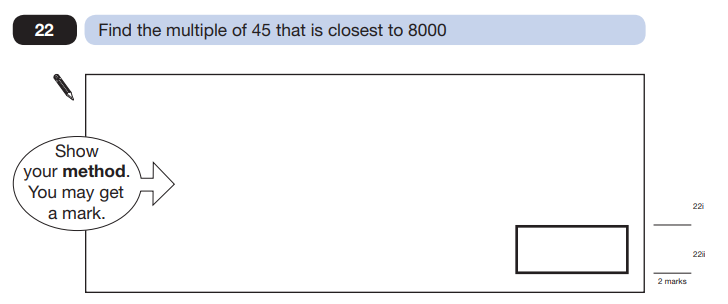 22
Find the multiple of 45 that is closest to 8000
Show
your method.
You may get
a mark.
22i
22ii
2 marks